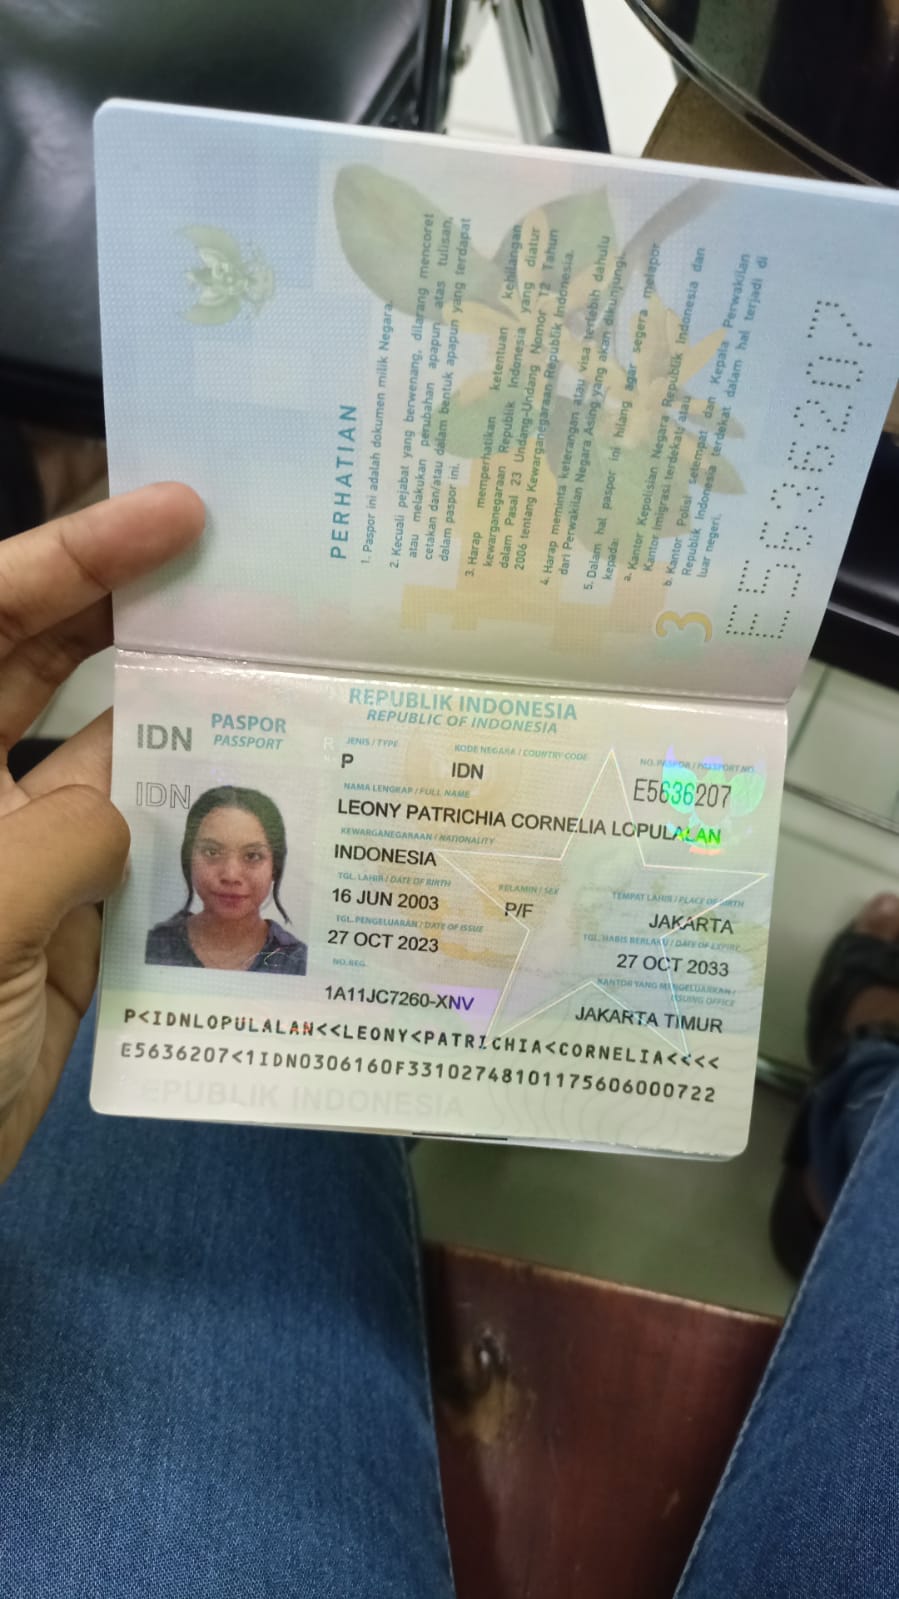 PERHATIAN
1. Paspor ini adalah dokumen milik Negara.
2. Kecuali pejabat yang berwenang, dilarang mencoret
atau melakukan perubahan apapun atas tulisan,
cetakan dan/atau dalam bentuk apapun yang terdapat
dalam paspor ini.
3. Harap memperhatikan ketentuan kehilangan
kewarganegaraan Republik Indonesia yang diatur
dalam Pasal 23 Undang-Undang Nomor 12 Tahun
2006 tentang Kewarganegaraan Republik Indonesia.
4. Harap meminta keterangan atau visa terlebih dahulu
dari Perwakilan Negara Asing yang akan dikunjungi.
5. Dalam hal paspor ini hilang agar segera melapor
kepada:
a. Kantor Kepolisian Negara Republik Indonesia dan
Kantor Imigrasi terdekat; atau
b. Kantor Polisi setempat dan Kepala Perwakilan
Republik Indonesia terdekat dalam hal terjadi di
luar negeri.
3
E5636207
REPUBLIK INDONESIA
REPUBLIC OF INDONESIA
IDN
PASPOR
PASSPORT
IDN
JENIS / TYPE
KODE NEGARA / COUNTRY CODE
NO. PASPOR / PASSPORT NO.
P
IDN
E5636207
NAMA LENGKAP / FULL NAME
LEONY PATRICHIA CORNELIA LOPULALAN
KEWARGANEGARAAN / NATIONALITY
INDONESIA
TGL. LAHIR / DATE OF BIRTH
KELAMIN / SEX
TEMPAT LAHIR / PLACE OF BIRTH
16 JUN 2003
P/F
JAKARTA
TGL. PENGELUARAN / DATE OF ISSUE
TGL. HABIS BERLAKU / DATE OF EXPIRY
27 OCT 2023
27 OCT 2033
NO. REG.
KANTOR YANG MENGELUARKAN /
ISSUING OFFICE
1A11JC7260-XNV
JAKARTA TIMUR
P<IDNLOPULALAN<<LEONY<PATRICHIA<CORNELIA<<<<
E5636207<1IDN0306160F3310274810117560600​0722
EPUBLIK INDONESIA